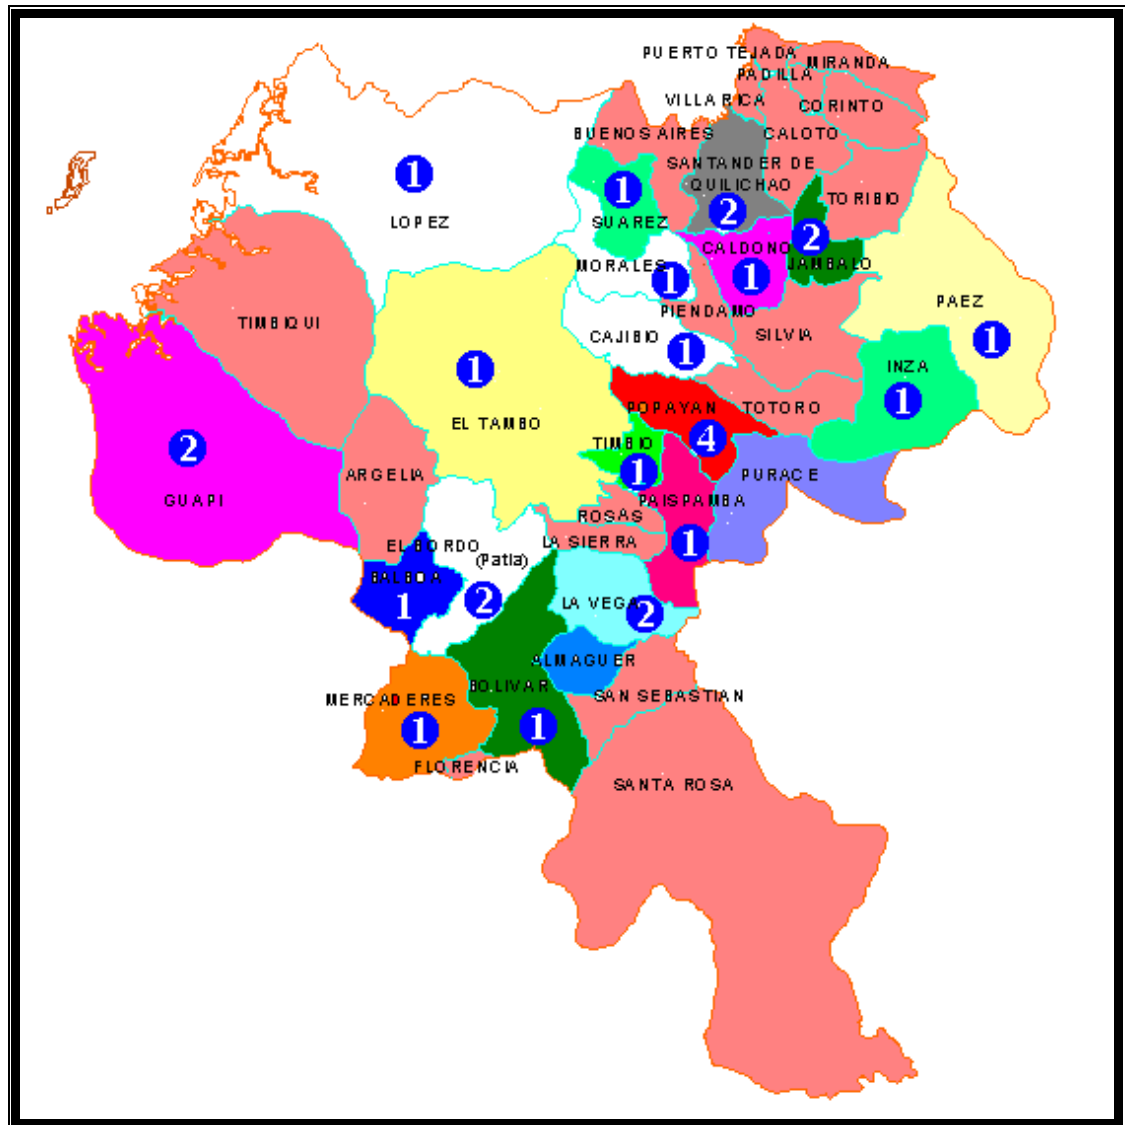 PUERTO TEJADA
MIRANDA
PADILLA
VILLA RICA
CORINTO
BUENOS AIRES
CALOTO
SANTANDER DE
QUILICHAO
1
1
2
TORIBIO
LOPEZ
SUAREZ
2
CALDONO
MORALES
JAMBALO
1
1
PAEZ
PIENDAMO
TIMBIQUI
CAJIBIO
SILVIA
1
1
INZA
1
1
POPAYAN
TOTORO
EL TAMBO
4
TIMBIO
2
1
ARGELIA
PURACE
GUAPI
PAISPAMBA
ROSAS
LA SIERRA
1
EL BORDO
(Patia)
BALBOA
1
2
LA VEGA
2
ALMAGUER
BOLIVAR
SAN SEBASTIAN
MERCADERES
1
1
FLORENCIA
SANTA ROSA